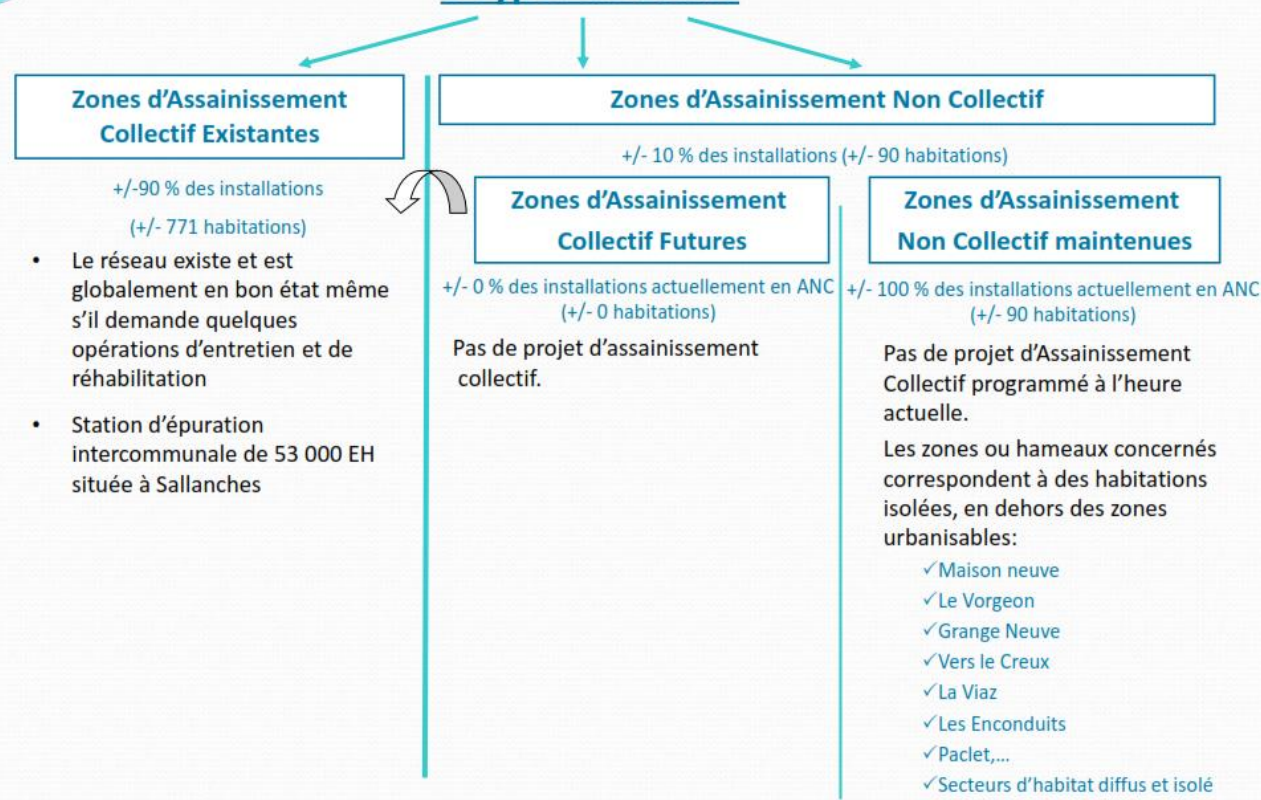 Zones d'Assainissement
Collectif Existantes
+/-90 % des installations
(+/- 771 habitations)
• Le réseau existe et est
globalement en bon état même
s'il demande quelques
opérations d'entretien et de
réhabilitation
• Station d'épuration
intercommunale de 53 000 EH
située à Sallanches
Zones d'Assainissement Non Collectif
+/- 10 % des installations (+/- 90 habitations)
Zones d'Assainissement
Collectif Futures
+/- 0 % des installations actuellement en ANC
(+/- 0 habitations)
Pas de projet d'assainissement
collectif.
Zones d'Assainissement
Non Collectif maintenues
+/- 100 % des installations actuellement en ANC
(+/- 90 habitations)
Pas de projet d'Assainissement
Collectif programmé à l'heure
actuelle.
Les zones ou hameaux concernés
correspondent à des habitations
isolées, en dehors des zones
urbanisables:
✓Maison neuve
✓Le Vorgeon
✓Grange Neuve
✓Vers le Creux
✓La Viaz
✓Les Enconduits
✓Paclet,...
✓Secteurs d'habitat diffus et isolé